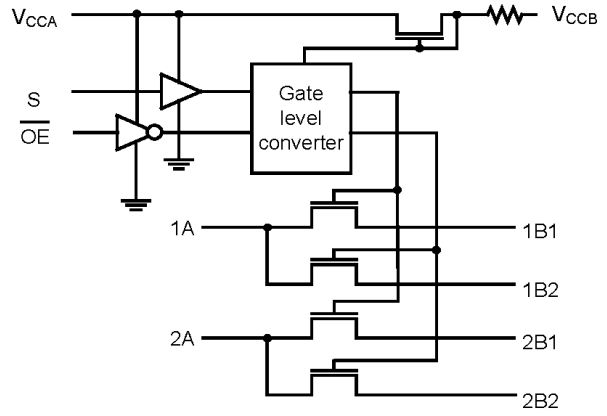 VCCA
VCCB
S
OE
Gate
level
converter
1A
1B1
1B2
2A
2B1
2B2